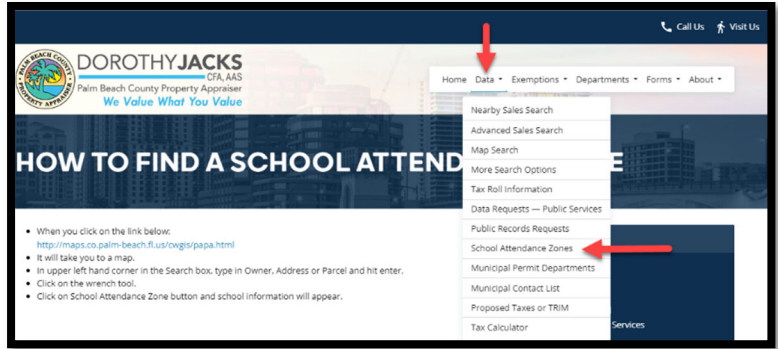 Call Us Visit Us
PALM BEACH COUNTY
PROPERTY APPRAISER
DOROTHYJACKS
CFA, AAS
Palm Beach County Property Appraiser
We Value What You Value
Home Data Exemptions Departments Forms About
Nearby Sales Search
Advanced Sales Search
Map Search
More Search Options
Tax Roll Information
Data Requests — Public Services
Public Records Requests
School Attendance Zones
Municipal Permit Departments
Municipal Contact List
Proposed Taxes or TRIM
Tax Calculator
HOW TO FIND A SCHOOL ATTEND E
• When you click on the link below:
http://maps.co.palm-beach.fl.us/cwgis/papa.html
• It will take you to a map.
• In upper left hand corner in the Search box, type in Owner, Address or Parcel and hit enter.
• Click on the wrench tool.
• Click on School Attendance Zone button and school information will appear.
Services